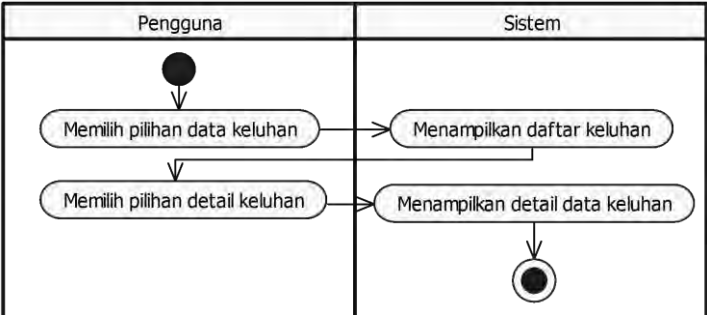 Pengguna
Sistem
Memilih pilihan data keluhan
Menampilkan daftar keluhan
Memilih pilihan detail keluhan
Menampilkan detail data keluhan